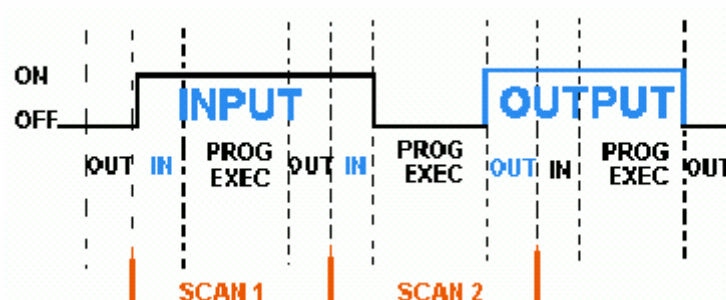 ON
INPUT
OUTPUT
OFF
OUT IN PROG EXEC OUT IN PROG EXEC OUT IN PROG EXEC OUT
SCAN 1 SCAN 2